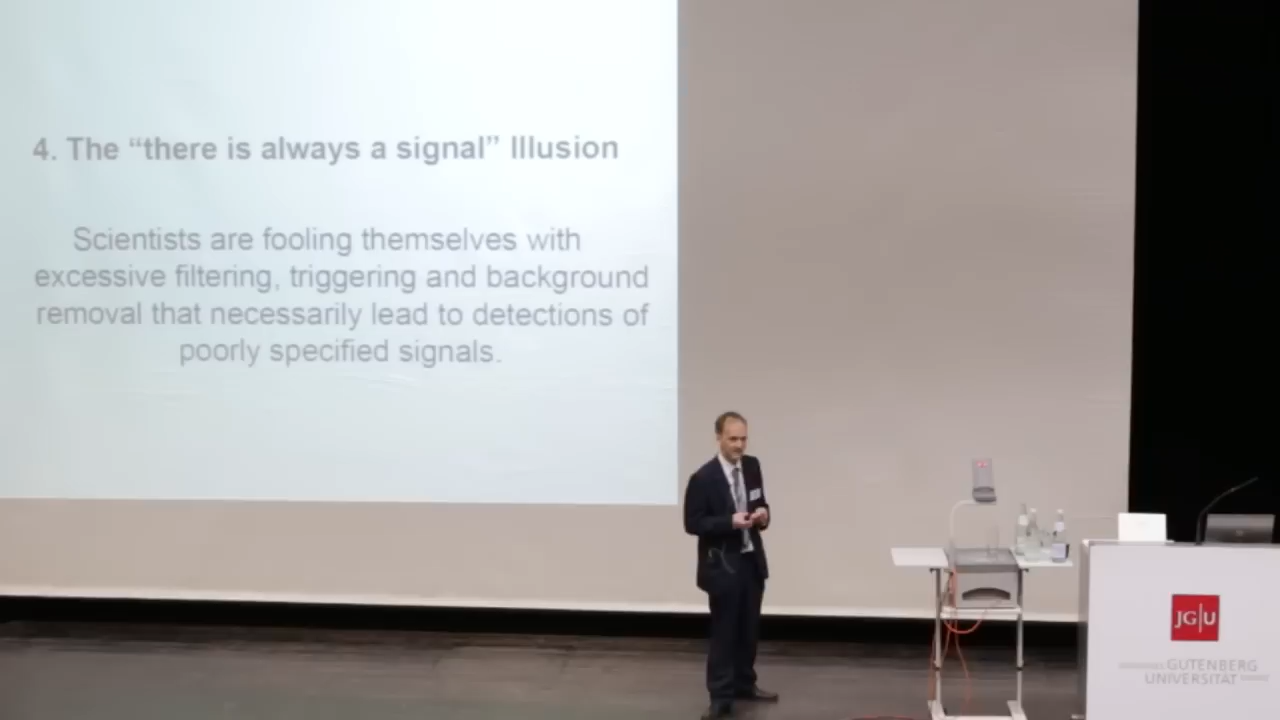 4. The “there is always a signal” Illusion
Scientists are fooling themselves with
excessive filtering, triggering and background
removal that necessarily lead to detections of
poorly specified signals.
JG|U
GUTENBERG
UNIVERSITÄT